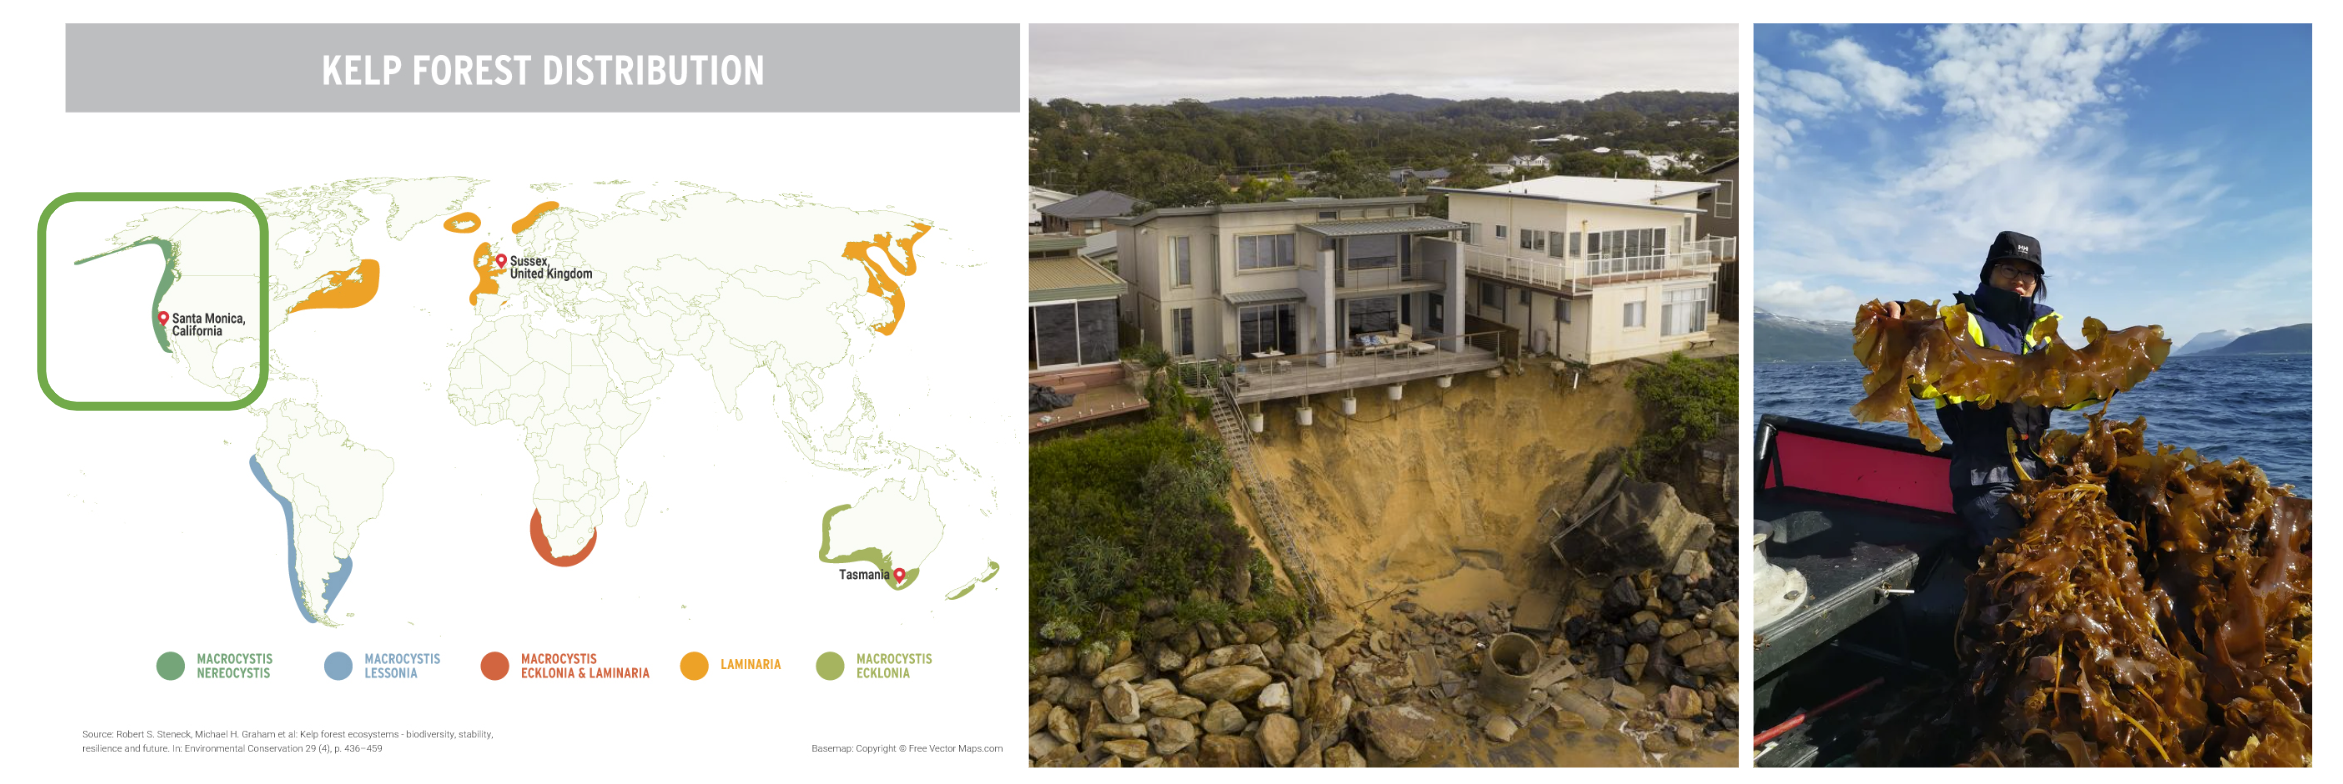 KELP FOREST DISTRIBUTION
Sussex,
United Kingdom
Santa Monica,
California
Tasmania
MACROCYSTIS
NEREOCYSTIS
MACROCYSTIS
LESSONIA
MACROCYSTIS
ECKLONIA & LAMINARIA
LAMINARIA
MACROCYSTIS
ECKLONIA
Source: Robert S. Steneck, Michael H. Graham et al: Kelp forest ecosystems - biodiversity, stability,
resilience and future. In: Environmental Conservation 29 (4), p. 436–459
Basemap: Copyright © Free Vector Maps.com
HH